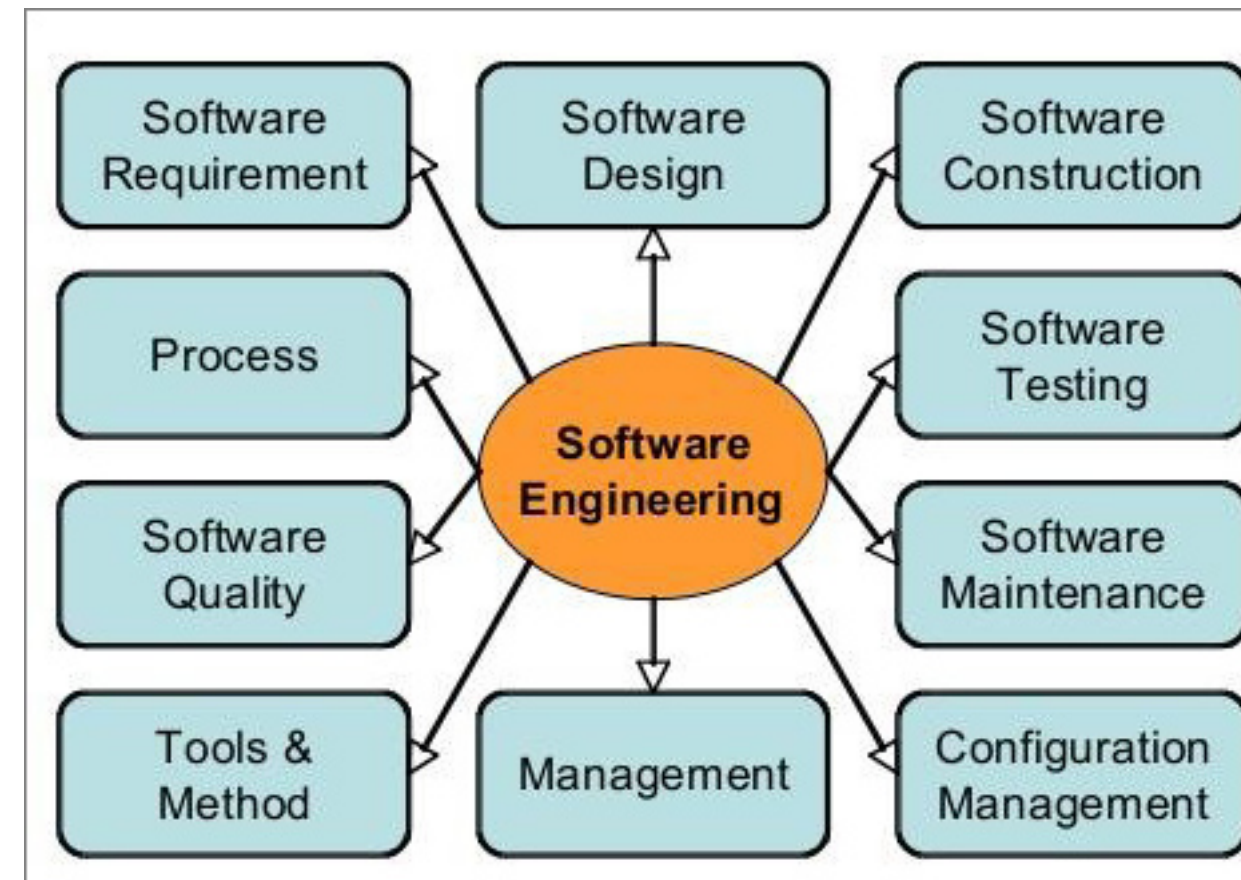 Software
Requirement
Software
Design
Software
Construction
Process
Software
Testing
Software
Engineering
Software
Quality
Software
Maintenance
Tools &
Method
Management
Configuration
Management